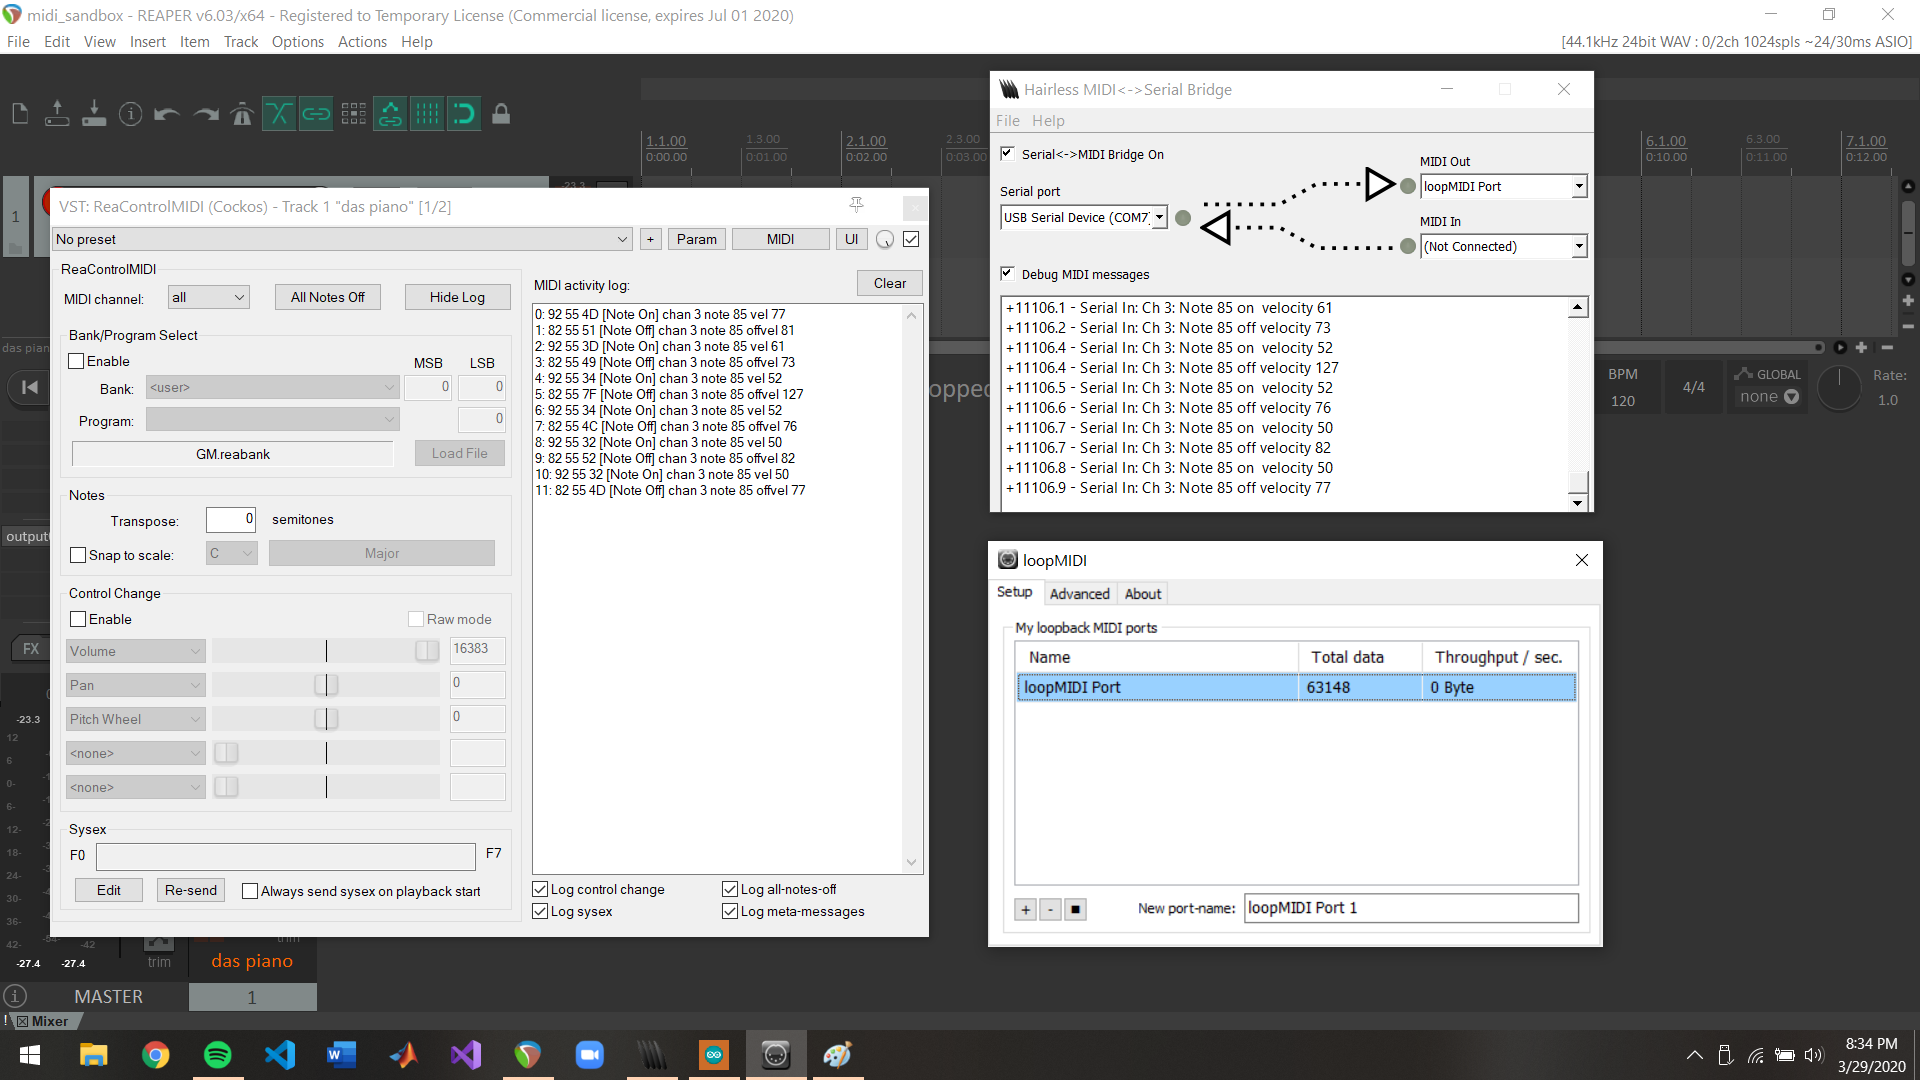 midi_sandbox - REAPER v6.03/x64 - Registered to Temporary License (Commercial license, expires Jul 01 2020)
File Edit View Insert Item Track Options Actions Help
[44.1kHz 24bit WAV : 0/2ch 1024spls ~24/30ms ASIO]
1.1.00
0:00.00
1.3.00
0:01.00
2.1.00
0:02.00
2.3.00
0:03.00
6.1.00
0:10.00
6.3.00
0:11.00
7.1.00
0:12.00
1
-23.3
das pian
VST: ReaControlMIDI (Cockos) - Track 1 "das piano" [1/2]
No preset
+ Param MIDI UI
ReaControlMIDI
MIDI channel: all All Notes Off Hide Log
Bank/Program Select
Enable MSB LSB
Bank: <user> 0 0
Program: 0
GM.reabank Load File
Notes
Transpose: 0 semitones
Snap to scale: C Major
Control Change
Enable Raw mode
Volume 16383
Pan 0
Pitch Wheel 0
<none>
<none>
Sysex
F0 F7
Edit Re-send Always send sysex on playback start
MIDI activity log: Clear
0: 92 55 4D [Note On] chan 3 note 85 vel 77
1: 82 55 51 [Note Off] chan 3 note 85 offvel 81
2: 92 55 3D [Note On] chan 3 note 85 vel 61
3: 82 55 49 [Note Off] chan 3 note 85 offvel 73
4: 92 55 34 [Note On] chan 3 note 85 vel 52
5: 82 55 7F [Note Off] chan 3 note 85 offvel 127
6: 92 55 34 [Note On] chan 3 note 85 vel 52
7: 82 55 4C [Note Off] chan 3 note 85 offvel 76
8: 92 55 32 [Note On] chan 3 note 85 vel 50
9: 82 55 52 [Note Off] chan 3 note 85 offvel 82
10: 92 55 32 [Note On] chan 3 note 85 vel 50
11: 82 55 4D [Note Off] chan 3 note 85 offvel 77
Log control change Log all-notes-off
Log sysex Log meta-messages
Hairless MIDI<->Serial Bridge
File Help
Serial<->MIDI Bridge On
MIDI Out
loopMIDI Port
Serial port
USB Serial Device (COM7)
MIDI In
(Not Connected)
Debug MIDI messages
+11106.1 - Serial In: Ch 3: Note 85 on  velocity 61
+11106.2 - Serial In: Ch 3: Note 85 off velocity 73
+11106.4 - Serial In: Ch 3: Note 85 on  velocity 52
+11106.4 - Serial In: Ch 3: Note 85 off velocity 127
+11106.5 - Serial In: Ch 3: Note 85 on  velocity 52
+11106.6 - Serial In: Ch 3: Note 85 off velocity 76
+11106.7 - Serial In: Ch 3: Note 85 on  velocity 50
+11106.7 - Serial In: Ch 3: Note 85 off velocity 82
+11106.8 - Serial In: Ch 3: Note 85 on  velocity 50
+11106.9 - Serial In: Ch 3: Note 85 off velocity 77
opped
BPM
120
4/4
GLOBAL
none
Rate:
1.0
loopMIDI
Setup Advanced About
My loopback MIDI ports
Name Total data Throughput / sec.
loopMIDI Port 63148 0 Byte
+ - New port-name: loopMIDI Port 1
output
FX
-23.3
12
6
0-
6-
12-
18-
24-
30-
36-
42- -54- -42
-27.4 -27.4
trim
trim
das piano
MASTER 1
! Mixer
8:34 PM
3/29/2020